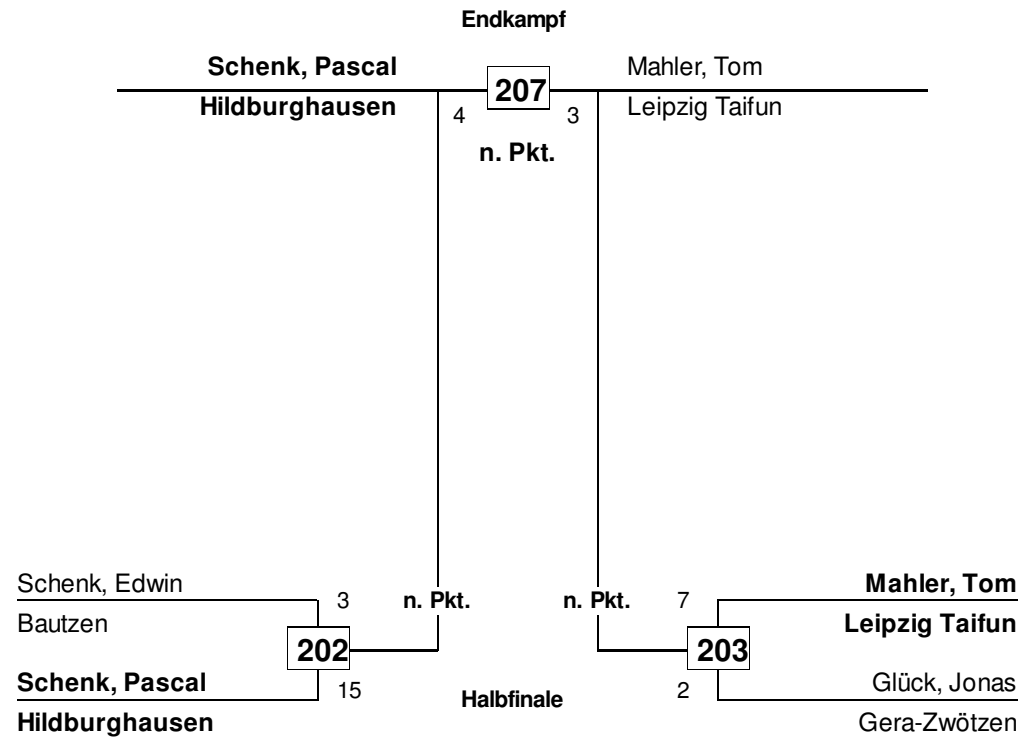 Endkampf
Schenk, Pascal
Hildburghausen
207
Mahler, Tom
Leipzig Taifun
4
3
n. Pkt.
Schenk, Edwin
Bautzen
3
n. Pkt.
n. Pkt.
7
Mahler, Tom
Leipzig Taifun
202
203
Schenk, Pascal
Hildburghausen
15
Halbfinale
2
Glück, Jonas
Gera-Zwötzen